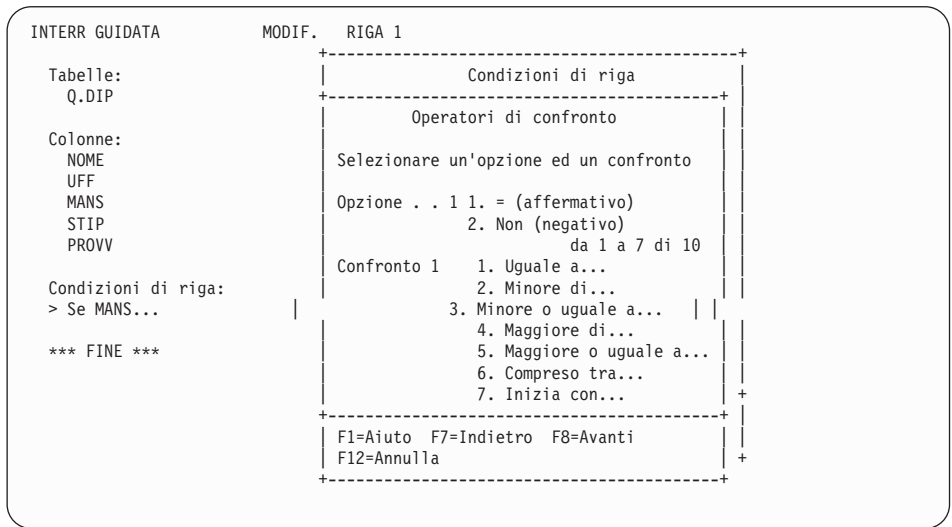 INTERR GUIDATA MODIF. RIGA 1
+---------------------------------------------+
Tabelle: | Condizioni di riga |
Q.DIP +-------------------------------------------+ |
| Operatori di confronto | |
Colonne: | | |
NOME | Selezionare un'opzione ed un confronto | |
UFF | | |
MANS | Opzione . . 1 1. = (affermativo) | |
STIP | 2. Non (negativo) | |
PROVV | da 1 a 7 di 10 | |
| Confronto 1 1. Uguale a... | |
Condizioni di riga: | 2. Minore di... | |
> Se MANS... | 3. Minore o uguale a... | |
| 4. Maggiore di... | |
*** FINE *** | 5. Maggiore o uguale a... | |
| 6. Compreso tra... | |
| 7. Inizia con... | +
+-------------------------------------------+ |
| F1=Aiuto F7=Indietro F8=Avanti | |
| F12=Annulla | +
+-------------------------------------------+